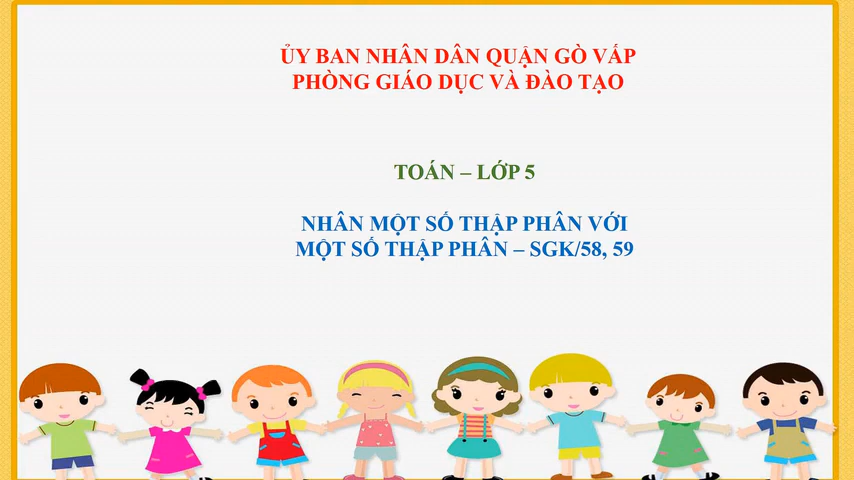 ỦY BAN NHÂN DÂN QUẬN GÒ VẤP
PHÒNG GIÁO DỤC VÀ ĐÀO TẠO
TOÁN – LỚP 5
NHÂN MỘT SỐ THẬP PHÂN VỚI
MỘT SỐ THẬP PHÂN – SGK/58, 59